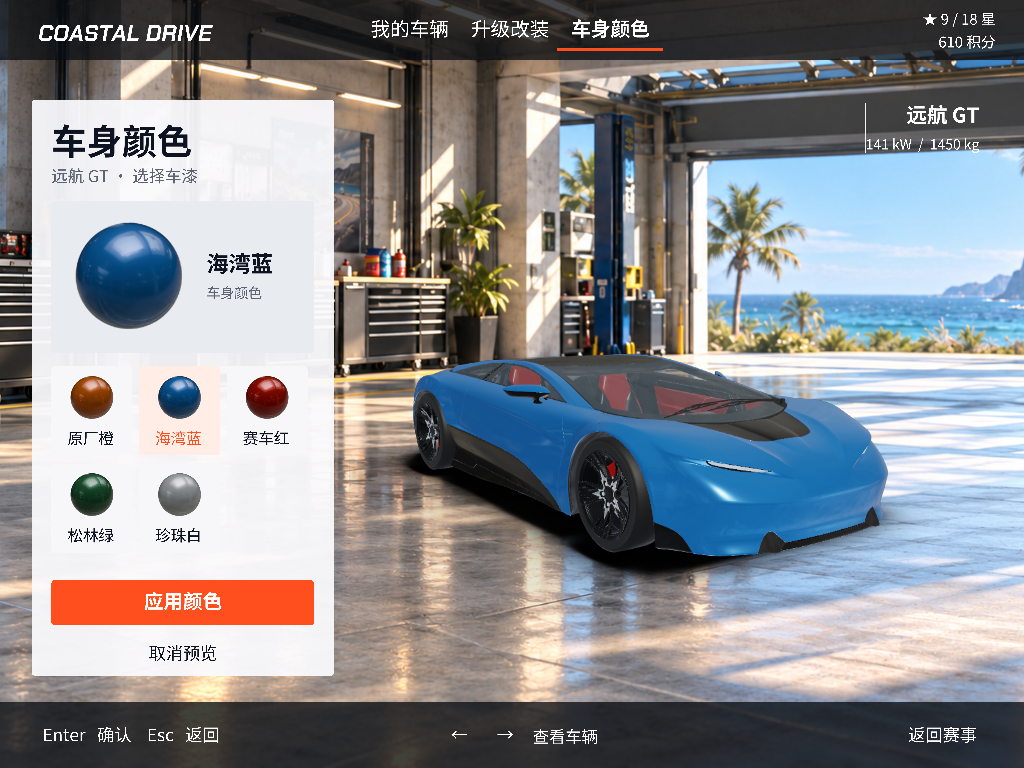 COASTAL DRIVE
我的车辆 升级改装 车身颜色
★ 9 / 18 星
610 积分
远航 GT
141 kW / 1450 kg
车身颜色
远航 GT · 选择车漆
海湾蓝
车身颜色
原厂橙 海湾蓝 赛车红
松林绿 珍珠白
应用颜色
取消预览
Enter 确认 Esc 返回 ← → 查看车辆 返回赛事